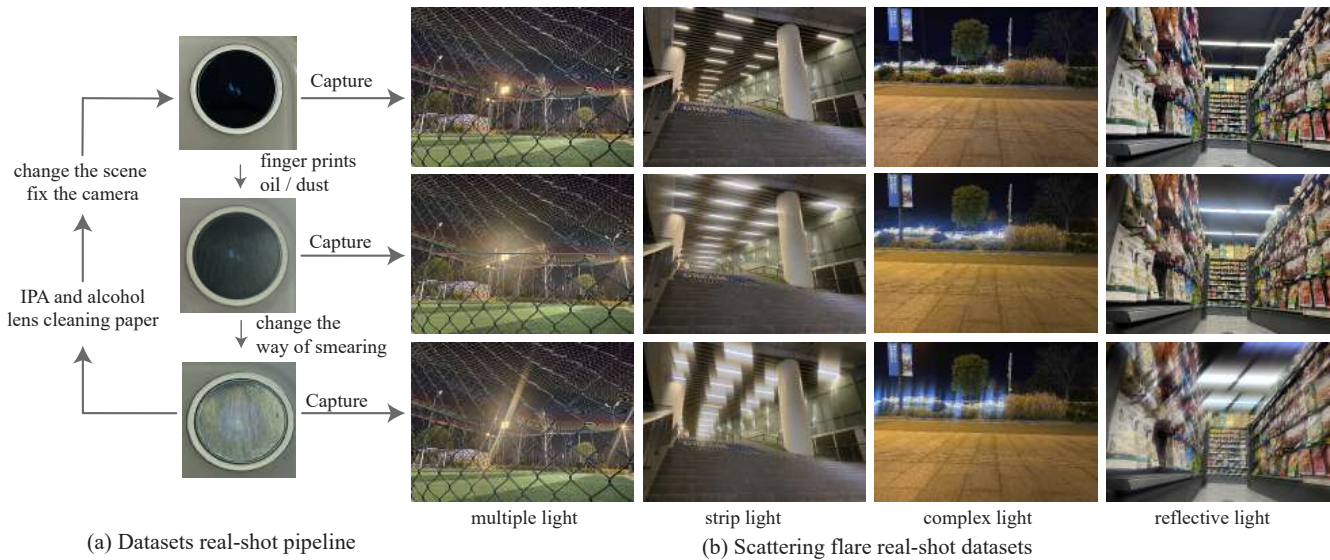 Capture
finger prints
oil / dust
change the scene
fix the camera
Capture
IPA and alcohol
lens cleaning paper
change the
way of smearing
Capture
multiple light
strip light
complex light
reflective light
(a) Datasets real-shot pipeline
(b) Scattering flare real-shot datasets